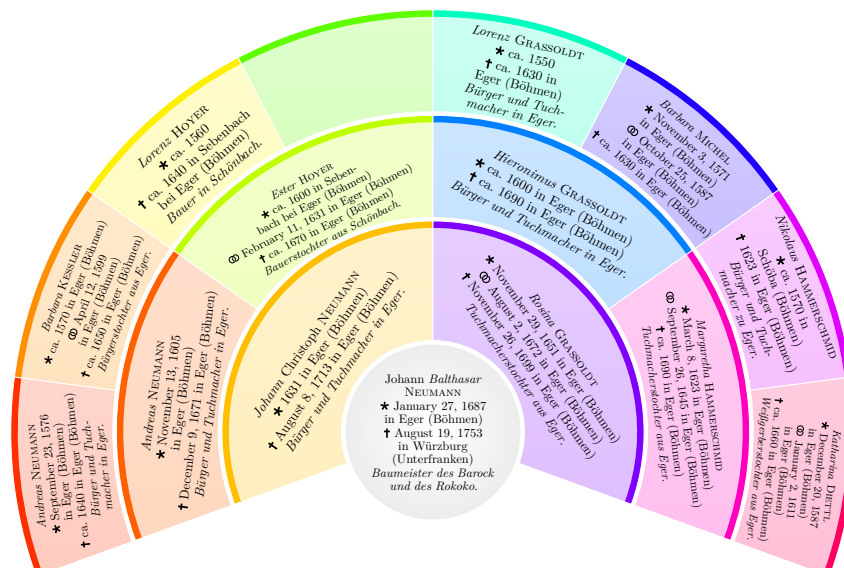 Lorenz GRASSOLDT
* ca. 1550
† ca. 1630 in
Eger (Böhmen)
Bürger und Tuch-
macher in Eger.
Barbara MICHEL
* November 3, 1571
in Eger (Böhmen)
⚭ October 25, 1587
in Eger (Böhmen)
† ca. 1630 in Eger (Böhmen)
Lorenz HOYER
* ca. 1560
† ca. 1640 in Sebenbach
bei Eger (Böhmen)
Bauer in Schönbach.
Ester HOYER
* ca. 1600 in Seben-
bach bei Eger (Böhmen)
⚭ February 11, 1631 in Eger (Böhmen)
† ca. 1670 in Eger (Böhmen)
Bauerstochter aus Schönbach.
Hieronimus GRASSOLDT
* ca. 1600 in Eger (Böhmen)
† ca. 1690 in Eger (Böhmen)
Bürger und Tuchmacher in Eger.
Nikolaus HAMMERSCHMID
* ca. 1570 in
Schöba (Böhmen)
† 1623 in Eger (Böhmen)
Bürger und Tuch-
macher zu Eger.
Barbara KESSLER
* ca. 1570 in Eger (Böhmen)
⚭ April 12, 1599
in Eger (Böhmen)
† ca. 1650 in Eger (Böhmen)
Bürgerstochter aus Eger.
Johann Christoph NEUMANN
* 1631 in Eger (Böhmen)
† August 8, 1713 in Eger (Böhmen)
Bürger und Tuchmacher in Eger.
Rosina GRASSOLDT
* November 29, 1651 in Eger (Böhmen)
⚭ August 2, 1672 in Eger (Böhmen)
† November 26, 1699 in Eger (Böhmen)
Tuchmacherstochter aus Eger.
Andreas NEUMANN
* November 13, 1605
in Eger (Böhmen)
† December 9, 1671 in Eger (Böhmen)
Bürger und Tuchmacher in Eger.
Margaretha HAMMERSCHMID
* March 8, 1623 in Eger (Böhmen)
⚭ September 26, 1645 in Eger (Böhmen)
† ca. 1690 in Eger (Böhmen)
Tuchmacherstochter aus Eger.
Johann Balthasar
NEUMANN
* January 27, 1687
in Eger (Böhmen)
† August 19, 1753
in Würzburg
(Unterfranken)
Baumeister des Barock
und des Rokoko.
Andreas NEUMANN
* September 23, 1576
in Eger (Böhmen)
† ca. 1640 in Eger (Böhmen)
Bürger und Tuch-
macher in Eger.
Katharina DIETTL
* December 20, 1587
in Eger (Böhmen)
⚭ January 2, 1611
in Eger (Böhmen)
† ca. 1660 in Eger (Böhmen)
Weißgerberstochter aus Eger.